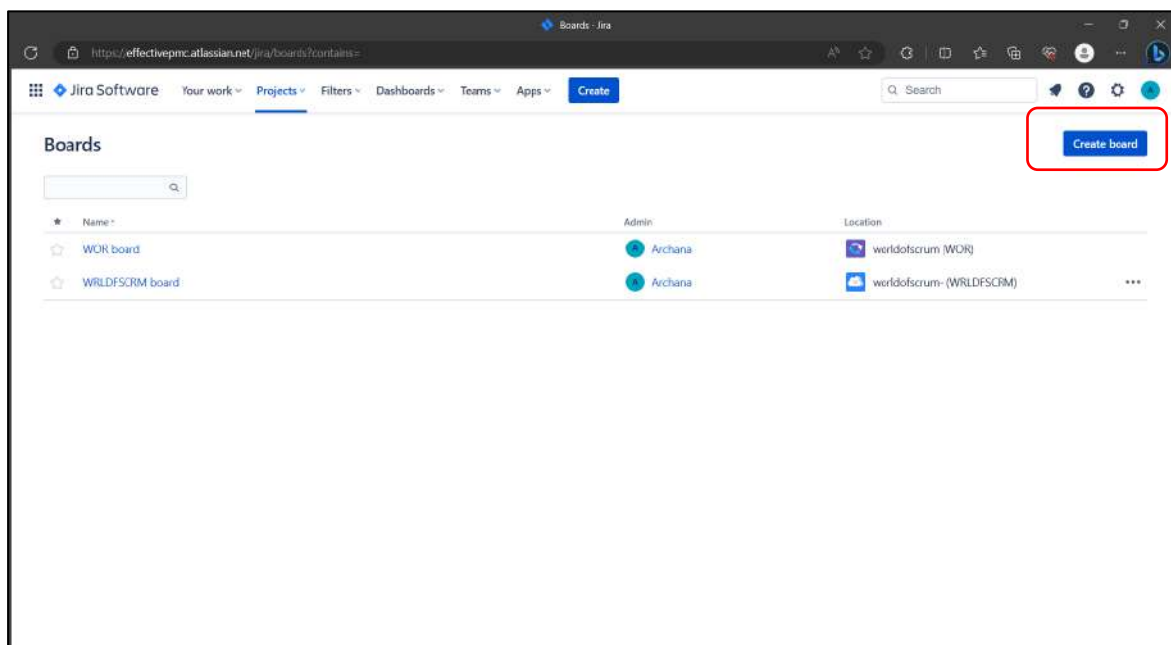 Boards - Jira
https://effectivepmc.atlassian.net/jira/boards?contains=
Jira Software Your work Projects Filters Dashboards Teams Apps Create Search
Boards Create board
Name Admin Location
WOR board Archana worldofscrum (WOR)
WRLDFSCRM board Archana worldofscrum- (WRLDFSCRM)